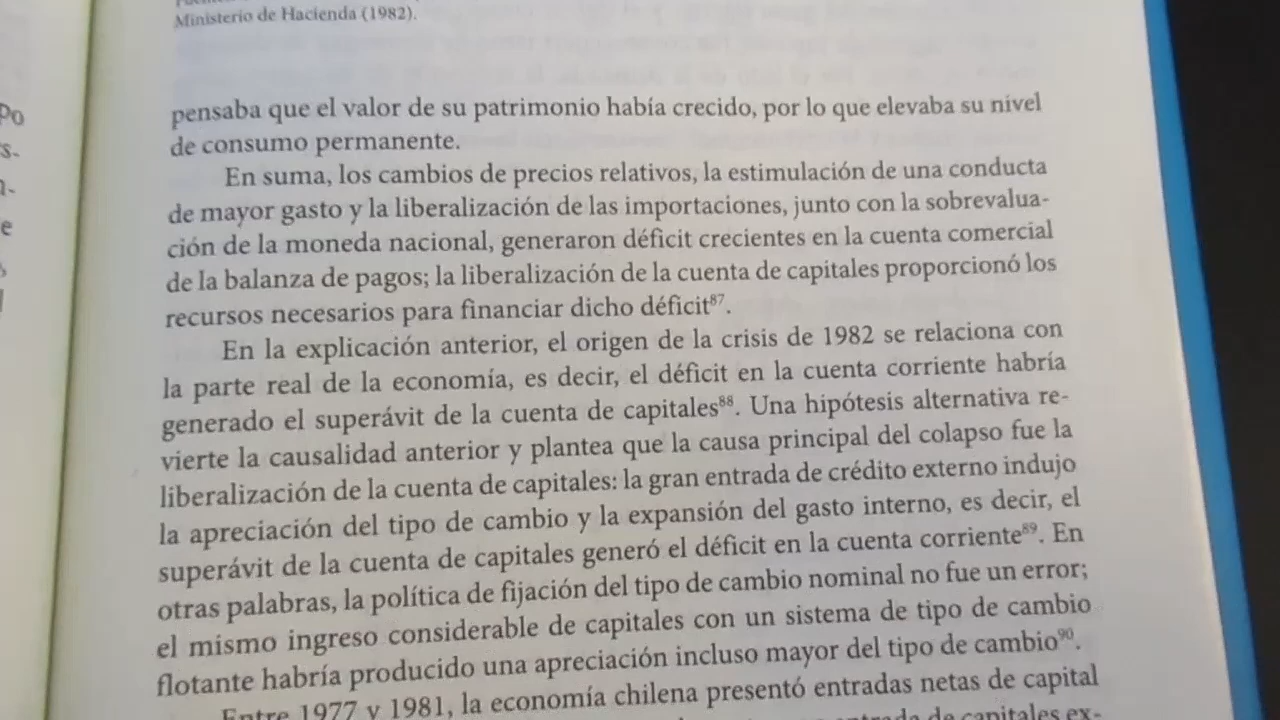 Ministerio de Hacienda (1982).
pensaba que el valor de su patrimonio había crecido, por lo que elevaba su nivel
de consumo permanente.
En suma, los cambios de precios relativos, la estimulación de una conducta
de mayor gasto y la liberalización de las importaciones, junto con la sobrevalua-
ción de la moneda nacional, generaron déficit crecientes en la cuenta comercial
de la balanza de pagos; la liberalización de la cuenta de capitales proporcionó los
recursos necesarios para financiar dicho déficit⁸⁷.
En la explicación anterior, el origen de la crisis de 1982 se relaciona con
la parte real de la economía, es decir, el déficit en la cuenta corriente habría
generado el superávit de la cuenta de capitales⁸⁸. Una hipótesis alternativa re-
vierte la causalidad anterior y plantea que la causa principal del colapso fue la
liberalización de la cuenta de capitales: la gran entrada de crédito externo indujo
la apreciación del tipo de cambio y la expansión del gasto interno, es decir, el
superávit de la cuenta de capitales generó el déficit en la cuenta corriente⁸⁹. En
otras palabras, la política de fijación del tipo de cambio nominal no fue un error;
el mismo ingreso considerable de capitales con un sistema de tipo de cambio
flotante habría producido una apreciación incluso mayor del tipo de cambio⁹⁰.
Entre 1977 y 1981, la economía chilena presentó entradas netas de capital
de capitales ex-